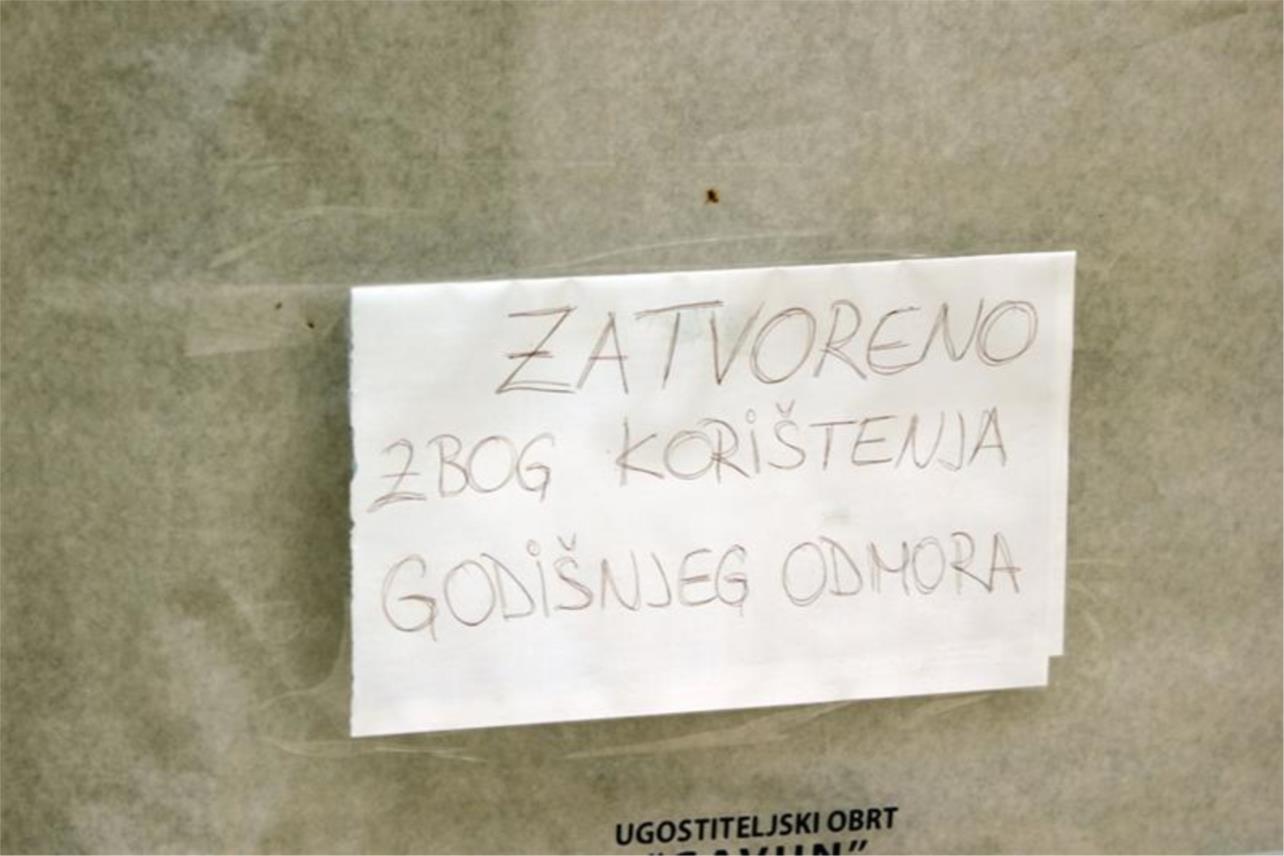 ZATVORENO
ZBOG KORIŠTENJA
GODIŠNJEG ODMORA
UGOSTITELJSKI OBRT